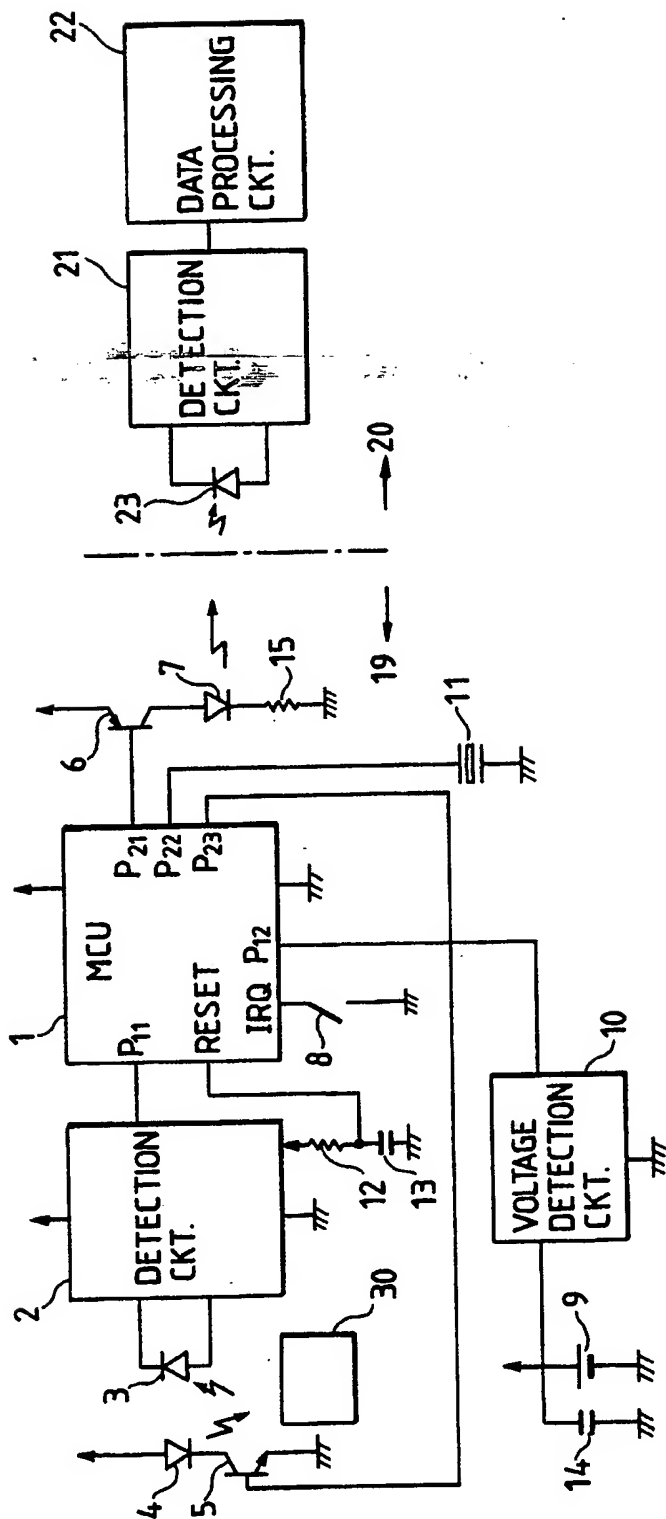 22
DATA
PROCESSING
CKT.
21
DETECTION
CKT.
23
20
19
6
7
15
11
1
MCU
P21
P22
P23
P11
RESET
IRQ
P12
8
2
DETECTION
CKT.
12
13
3
4
5
30
10
VOLTAGE
DETECTION
CKT.
9
14